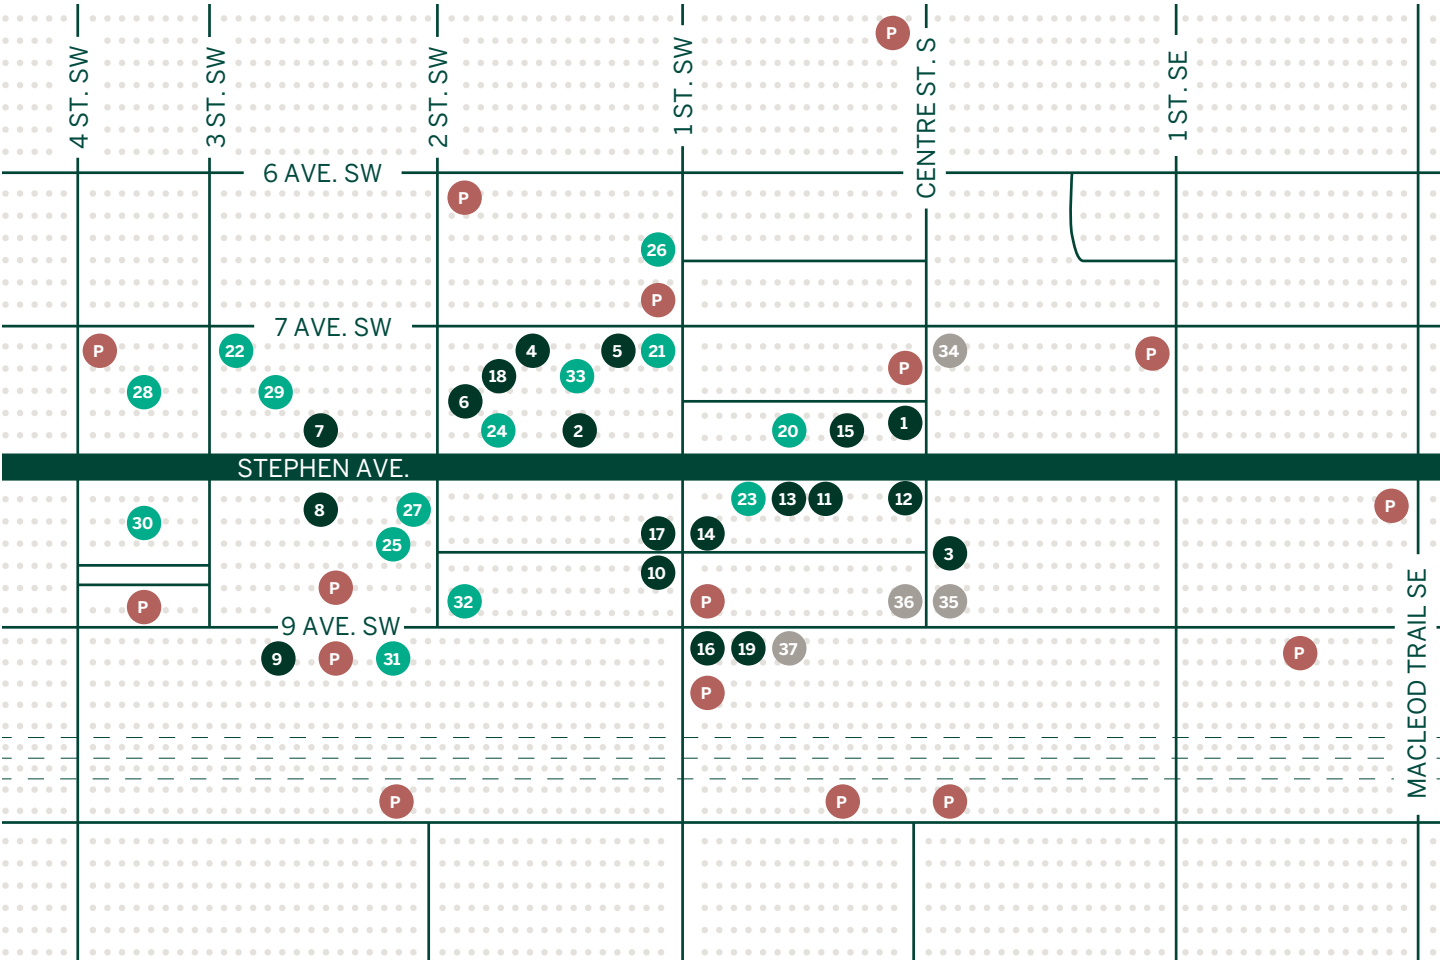 4 ST. SW
3 ST. SW
2 ST. SW
1 ST. SW
CENTRE ST. S
1 ST. SE
P
6 AVE. SW
P
26
P
7 AVE. SW
P
22
4
5
21
P
34
P
28
29
18
33
6
7
24
2
20
15
1
STEPHEN AVE.
30
8
27
25
23
13
11
12
P
17
14
3
10
P
P
32
P
36
35
9 AVE. SW
9
P
31
16
19
37
P
P
MACLEOD TRAIL SE
P
P
P